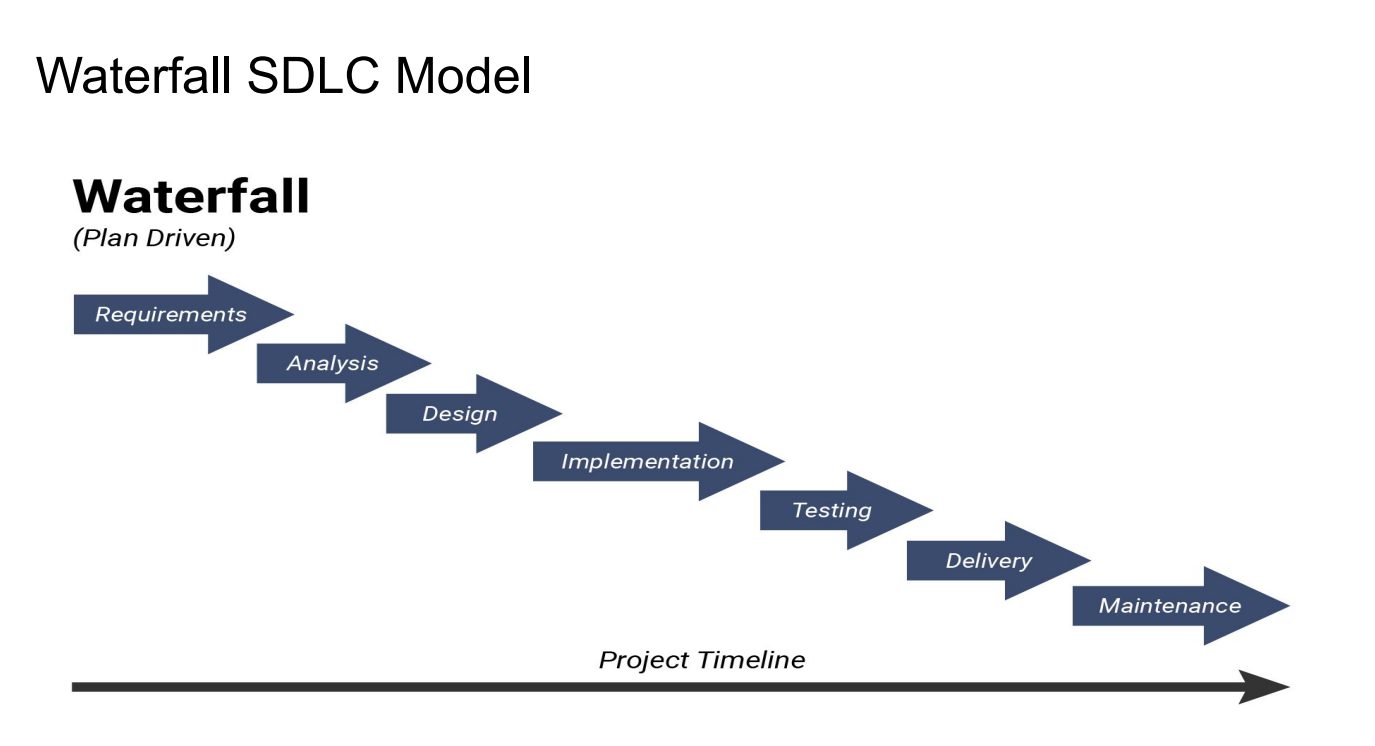 Waterfall SDLC Model
Waterfall
(Plan Driven)
Requirements
Analysis
Design
Implementation
Testing
Delivery
Maintenance
Project Timeline